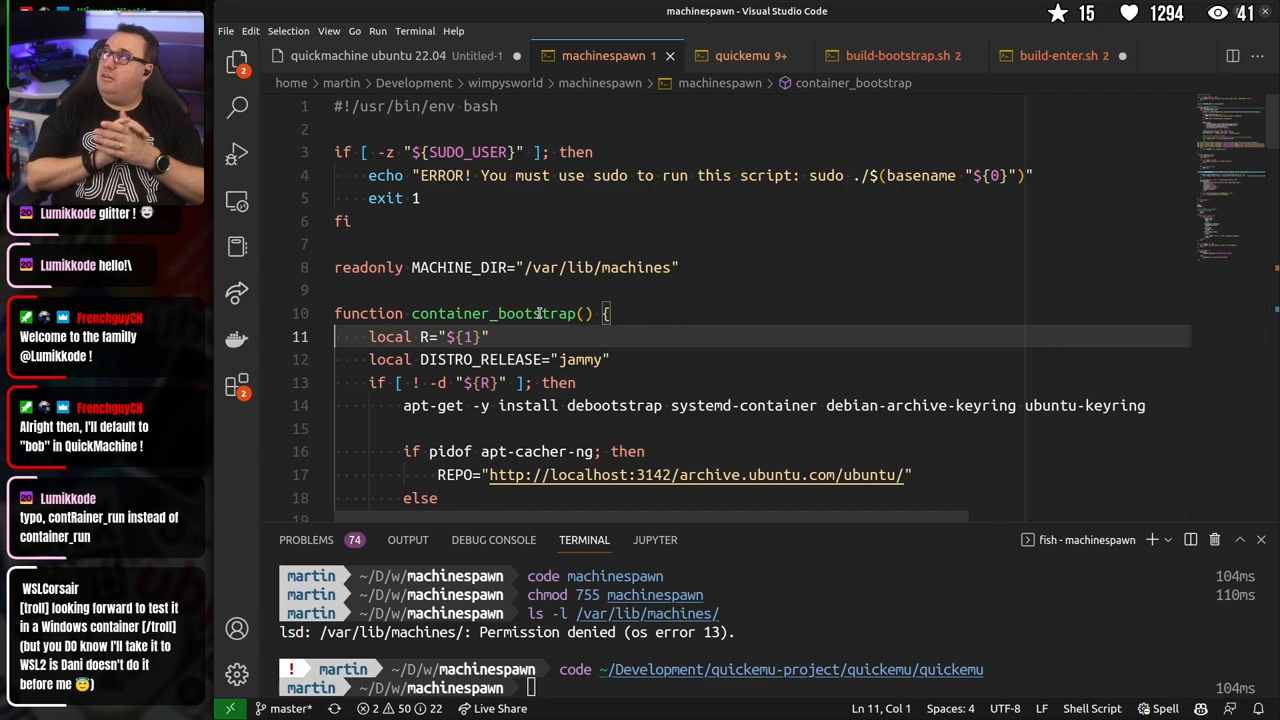 machinespawn - Visual Studio Code
15
1294
41
File Edit Selection View Go Run Terminal Help
quickmachine ubuntu 22.04
Untitled-1
machinespawn 1
quickemu 9+
build-bootstrap.sh 2
build-enter.sh 2
home > martin > Development > wimpysworld > machinespawn > machinespawn > container_bootstrap
1 #!/usr/bin/env bash
2
3 if [ -z "${SUDO_USER}" ]; then
4 echo "ERROR! You must use sudo to run this script: sudo ./$(basename "${0}")"
5 exit 1
6 fi
7
8 readonly MACHINE_DIR="/var/lib/machines"
9
10 function container_bootstrap() {
11 local R="${1}"
12 local DISTRO_RELEASE="jammy"
13 if [ ! -d "${R}" ]; then
14 apt-get -y install debootstrap systemd-container debian-archive-keyring ubuntu-keyring
15
16 if pidof apt-cacher-ng; then
17 REPO="http://localhost:3142/archive.ubuntu.com/ubuntu/"
18 else
19
PROBLEMS 74 OUTPUT DEBUG CONSOLE TERMINAL JUPYTER
fish - machinespawn
martin ~/D/w/machinespawn code machinespawn 104ms
martin ~/D/w/machinespawn chmod 755 machinespawn 110ms
martin ~/D/w/machinespawn ls -l /var/lib/machines/
lsd: /var/lib/machines/: Permission denied (os error 13).
! martin ~/D/w/machinespawn code ~/Development/quickemu-project/quickemu/quickemu
martin ~/D/w/machinespawn 104ms
master* 2 50 22 Live Share Ln 11, Col 1 Spaces: 4 UTF-8 LF Shell Script Spell
2
2
DAY
20 Lumikkode glitter !
20 Lumikkode hello!\
FrenchguyCH
Welcome to the familly
@Lumikkode !
FrenchguyCH
Alright then, I'll default to
"bob" in QuickMachine !
20 Lumikkode
typo, contRainer_run instead of
container_run
WSLCorsair
[troll] looking forward to test it
in a Windows container [/troll]
(but you DO know I'll take it to
WSL2 is Dani doesn't do it
before me 😇)